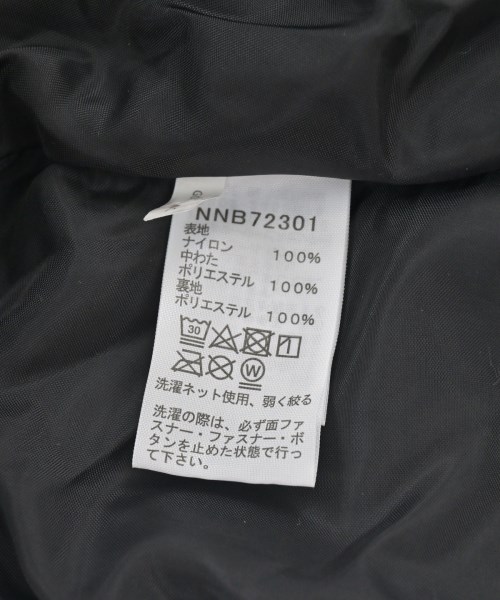 NNB72301
表地
ナイロン 100%
中わた
ポリエステル 100%
裏地
ポリエステル 100%
30
W
洗濯ネット使用、弱く絞る
洗濯の際は、必ず面ファ
スナー・ファスナー・ボ
タンを止めた状態で行っ
て下さい。